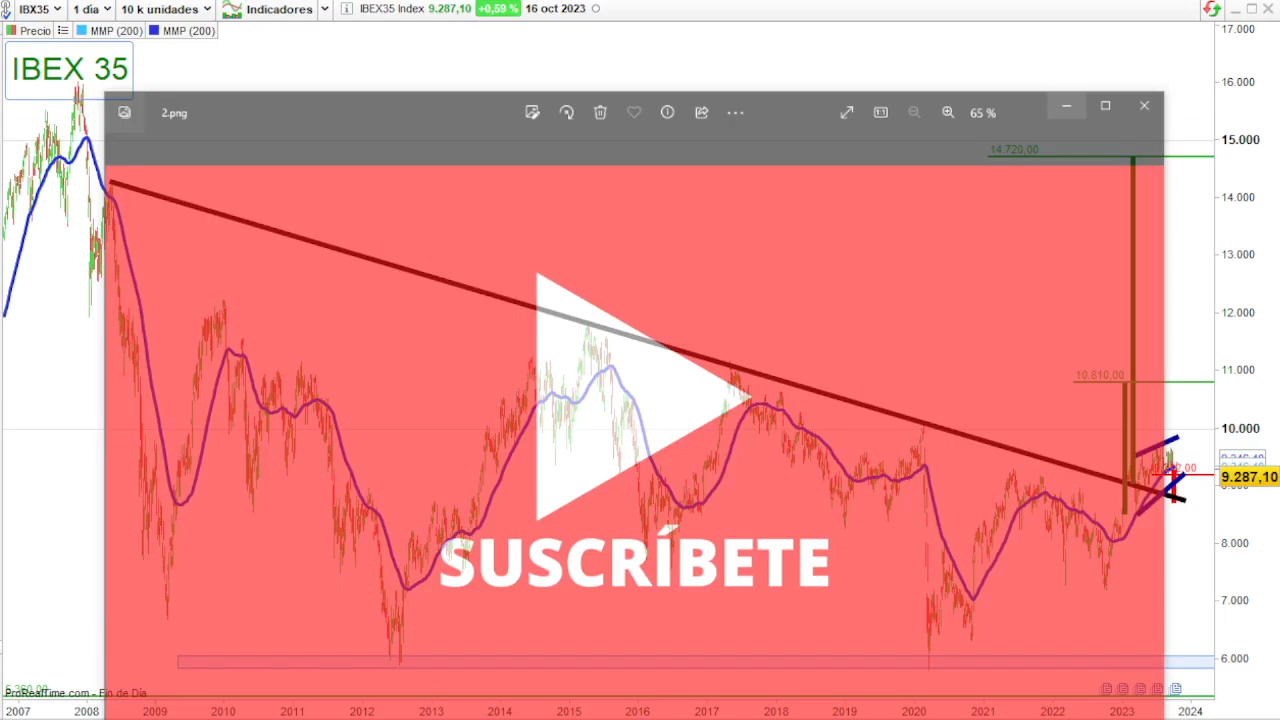 IBX35 1 día 10 k unidades Indicadores IBEX35 Index 9.287,10 +0,59 % 16 oct 2023
Precio MMP (200) MMP (200)
17.000
IBEX 35
16.000
2.png 65 %
15.000
14.720,00
14.000
13.000
12.000
11.000
10.810,00
10.000
9.287,10
8.000
7.000
SUSCRÍBETE
6.000
ProRealTime.com - Fin de Día
2007 2008 2009 2010 2011 2012 2013 2014 2015 2016 2017 2018 2019 2020 2021 2022 2023 2024